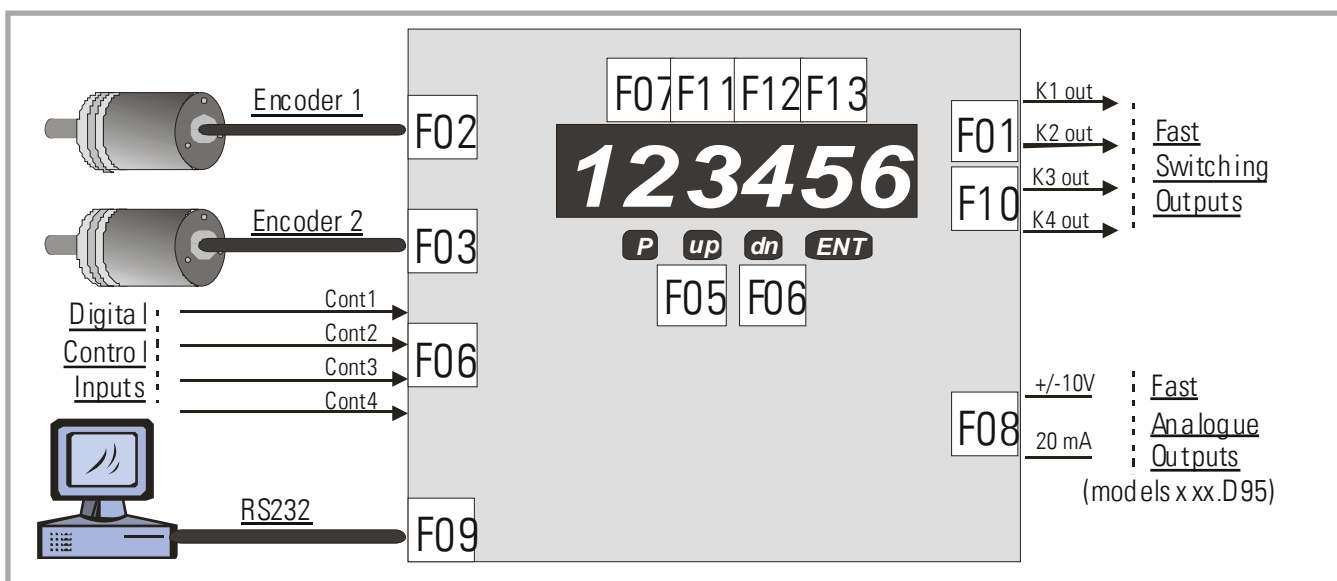 Encoder 1
F02
Encoder 2
F03
Digital
Control
Inputs
Cont1
Cont2
Cont3
Cont4
F06
RS232
F09
F07 F11 F12 F13
123456
P up dn ENT
F05 F06
F01
F10
K1 out
K2 out
K3 out
K4 out
Fast
Switching
Outputs
F08
+/-10V
20 mA
Fast
Analogue
Outputs
(models x xx.D95)